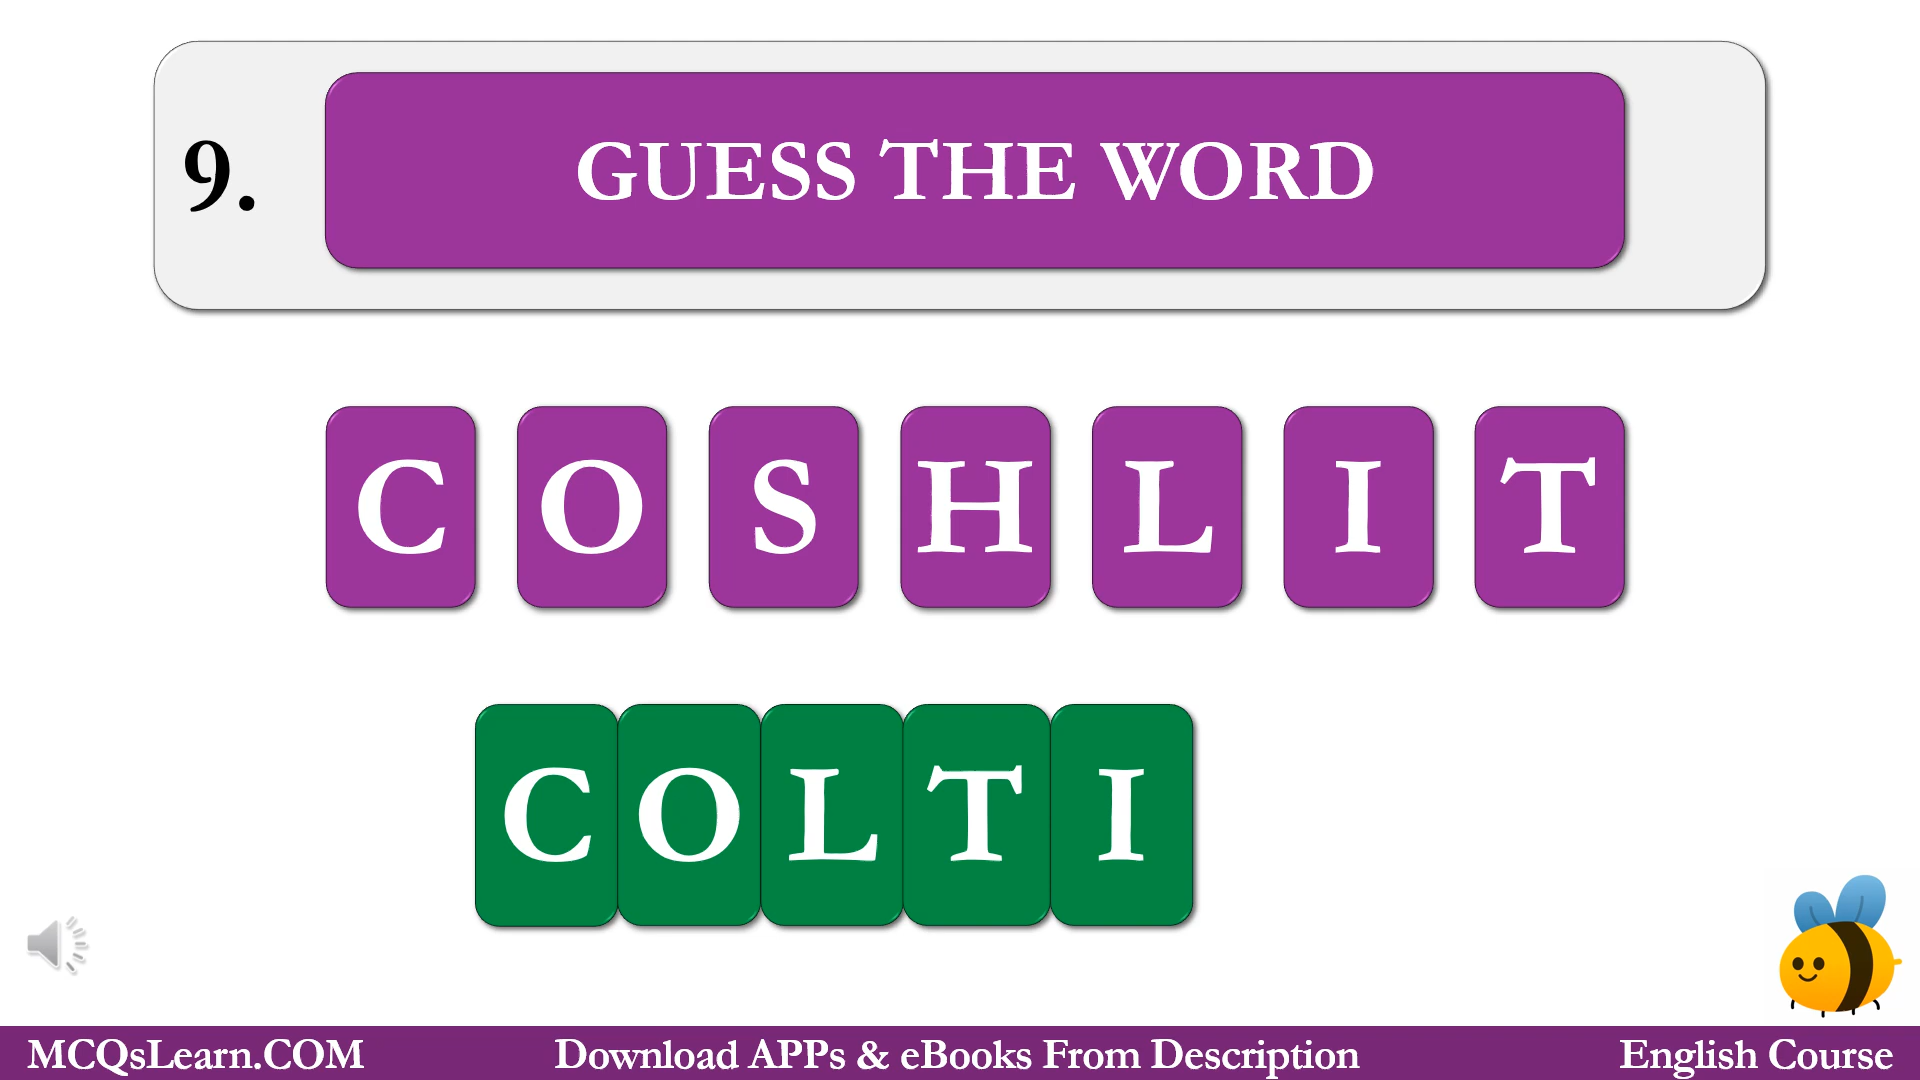 9. GUESS THE WORD
C O S H L I T
C O L T I
MCQsLearn.COM Download APPs & eBooks From Description English Course